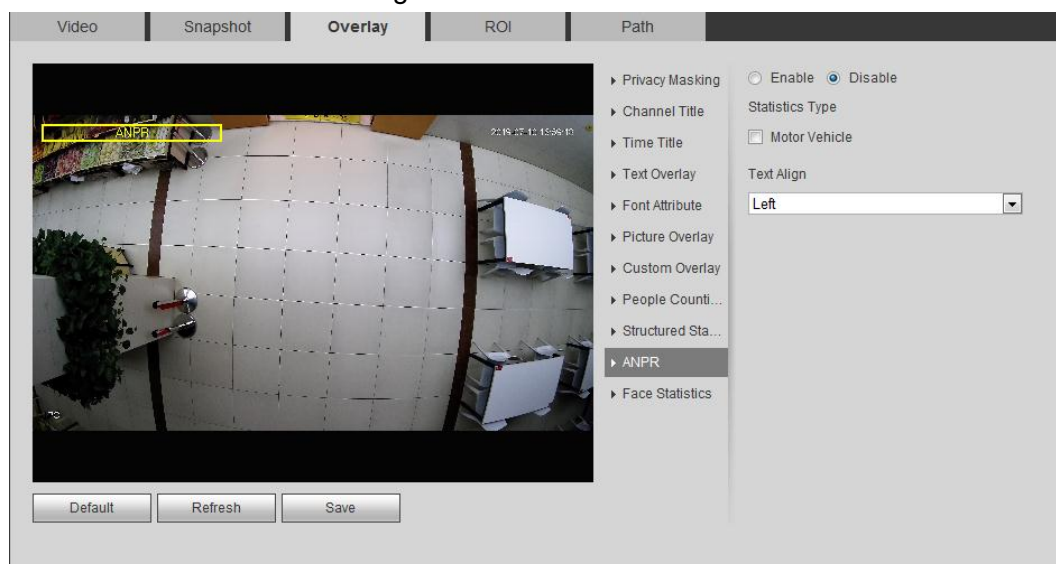 Video Snapshot Overlay ROI Path
ANPR
Privacy Masking
Channel Title
Time Title
Text Overlay
Font Attribute
Picture Overlay
Custom Overlay
People Counti...
Structured Sta...
ANPR
Face Statistics
Enable Disable
Statistics Type
Motor Vehicle
Text Align
Left
Default Refresh Save